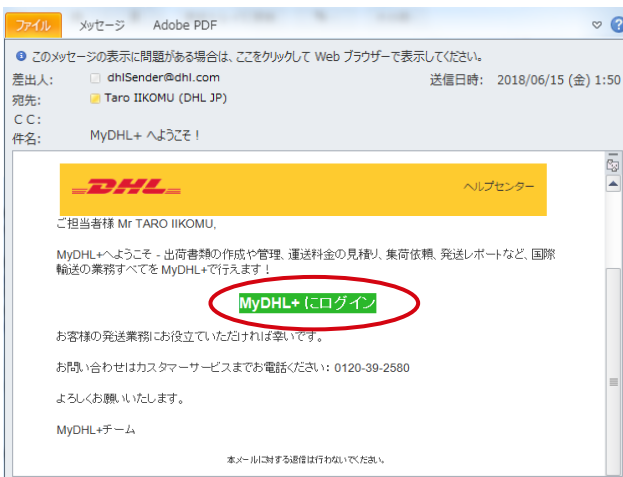 ファイル メッセージ Adobe PDF
このメッセージの表示に問題がある場合は、ここをクリックして Web ブラウザーで表示してください。
差出人: dhlSender@dhl.com 送信日時: 2018/06/15 (金) 1:50
宛先: Taro IIKOMU (DHL JP)
CC:
件名: MyDHL+ へようこそ！
DHL ヘルプセンター
ご担当者様 Mr TARO IIKOMU,
MyDHL+へようこそ - 出荷書類の作成や管理、運送料金の見積り、集荷依頼、発送レポートなど、国際
輸送の業務すべてを MyDHL+で行えます！
MyDHL+ にログイン
お客様の発送業務にお役立ていただければ幸いです。
お問い合わせはカスタマーサービスまでお電話ください: 0120-39-2580
よろしくお願いいたします。
MyDHL+チーム
本メールに対する返信は行わないでください。